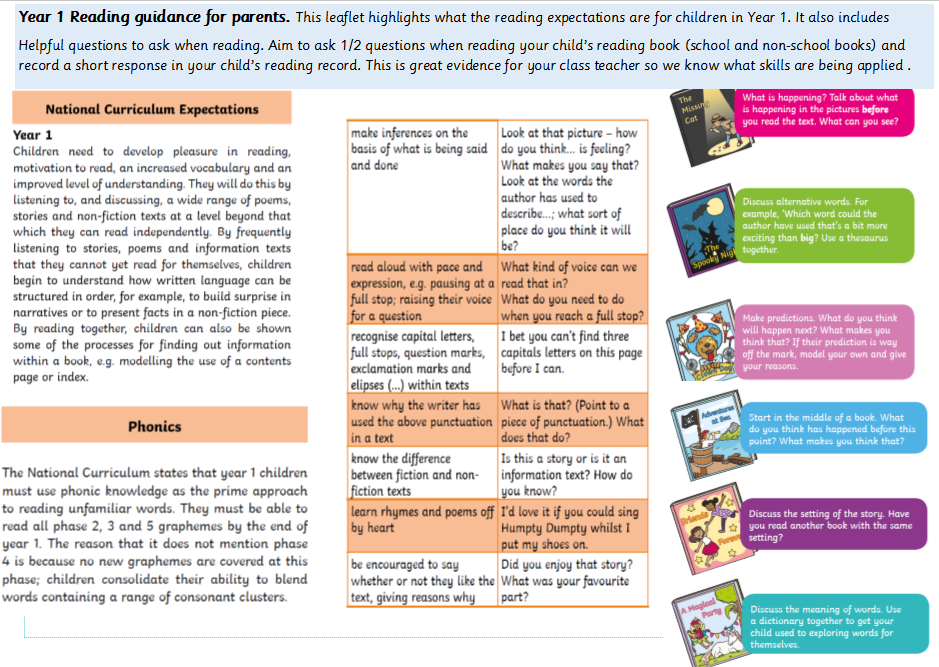 Year 1 Reading guidance for parents. This leaflet highlights what the reading expectations are for children in Year 1. It also includes
Helpful questions to ask when reading. Aim to ask 1/2 questions when reading your child's reading book (school and non-school books) and
record a short response in your child's reading record. This is great evidence for your class teacher so we know what skills are being applied .
National Curriculum Expectations
Year 1
Children need to develop pleasure in reading,
motivation to read, an increased vocabulary and an
improved level of understanding. They will do this by
listening to, and discussing, a wide range of poems,
stories and non-fiction texts at a level beyond that
which they can read independently. By frequently
listening to stories, poems and information texts
that they cannot yet read for themselves, children
begin to understand how written language can be
structured in order, for example, to build surprise in
narratives or to present facts in a non-fiction piece.
By reading together, children can also be shown
some of the processes for finding out information
within a book, e.g. modelling the use of a contents
page or index.
Phonics
The National Curriculum states that year 1 children
must use phonic knowledge as the prime approach
to reading unfamiliar words. They must be able to
read all phase 2, 3 and 5 graphemes by the end of
year 1. The reason that it does not mention phase
4 is because no new graphemes are covered at this
phase; children consolidate their ability to blend
words containing a range of consonant clusters.
make inferences on the
basis of what is being said
and done
Look at that picture – how
do you think... is feeling?
What makes you say that?
Look at the words the
author has used to
describe...; what sort of
place do you think it will
be?
read aloud with pace and
expression, e.g. pausing at a
full stop; raising their voice
for a question
What kind of voice can we
read that in?
What do you need to do
when you reach a full stop?
recognise capital letters,
full stops, question marks,
exclamation marks and
elipses (...) within texts
I bet you can't find three
capitals letters on this page
before I can.
know why the writer has
used the above punctuation
in a text
What is that? (Point to a
piece of punctuation.) What
does that do?
know the difference
between fiction and non-
fiction texts
Is this a story or is it an
information text? How do
you know?
learn rhymes and poems off
by heart
I'd love it if you could sing
Humpty Dumpty whilst I
put my shoes on.
be encouraged to say
whether or not they like the
text, giving reasons why
Did you enjoy that story?
What was your favourite
part?
The
Missing
Cat
What is happening? Talk about what
is happening in the pictures before
you read the text. What can you see?
The
Spooky Night
Discuss alternative words. For
example, 'Which word could the
author have used that's a bit more
exciting than big? Use a thesaurus
together.
Make predictions. What do you think
will happen next? What makes you
think that? If their prediction is way
off the mark, model your own and give
your reasons.
Adventures
at Sea
Start in the middle of a book. What
do you think has happened before this
point? What makes you think that?
Friends
Forever
Discuss the setting of the story. Have
you read another book with the same
setting?
A Magical
Party
Discuss the meaning of words. Use
a dictionary together to get your
child used to exploring words for
themselves.